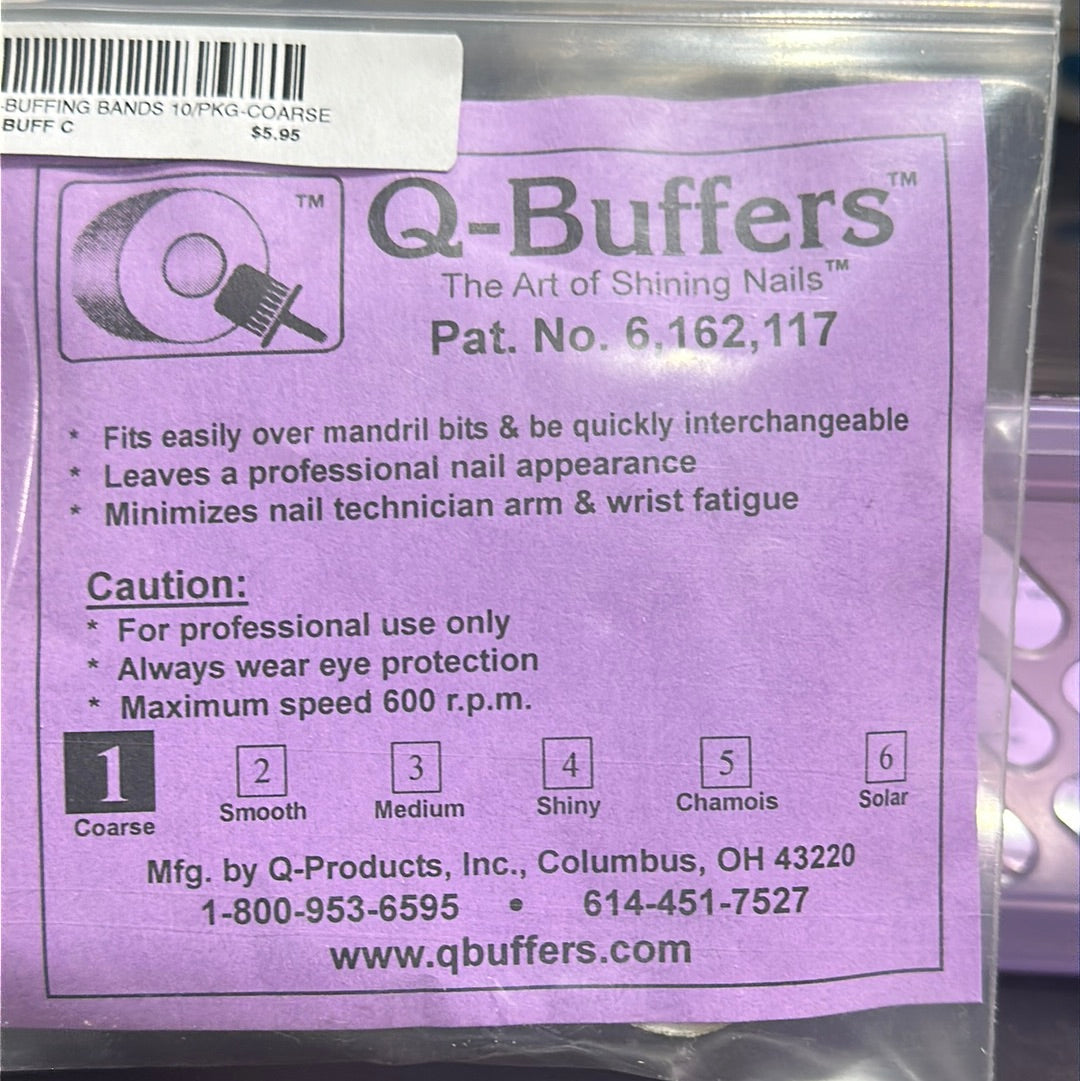 -BUFFING BANDS 10/PKG-COARSE
BUFF C $5.95
TM
Q-Buffers™
The Art of Shining Nails™
Pat. No. 6,162,117
* Fits easily over mandril bits & be quickly interchangeable
* Leaves a professional nail appearance
* Minimizes nail technician arm & wrist fatigue
Caution:
* For professional use only
* Always wear eye protection
* Maximum speed 600 r.p.m.
1 2 3 4 5 6
Coarse Smooth Medium Shiny Chamois Solar
Mfg. by Q-Products, Inc., Columbus, OH 43220
1-800-953-6595 • 614-451-7527
www.qbuffers.com